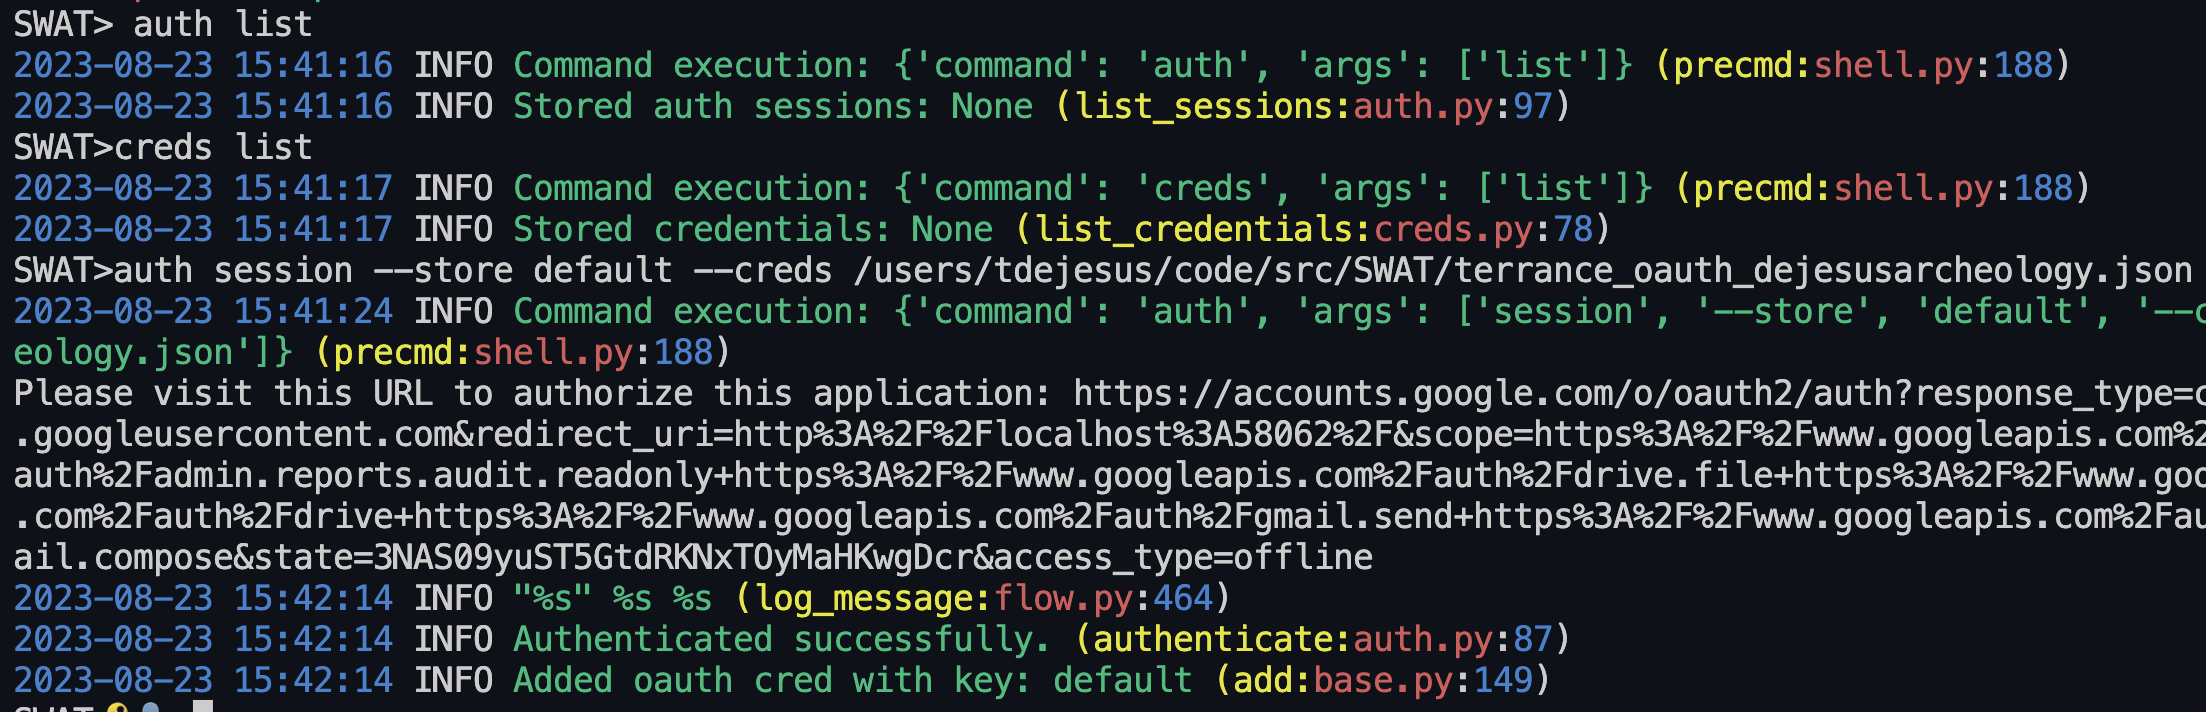 SWAT> auth list
2023-08-23 15:41:16 INFO Command execution: {'command': 'auth', 'args': ['list']} (precmd:shell.py:188)
2023-08-23 15:41:16 INFO Stored auth sessions: None (list_sessions:auth.py:97)
SWAT>creds list
2023-08-23 15:41:17 INFO Command execution: {'command': 'creds', 'args': ['list']} (precmd:shell.py:188)
2023-08-23 15:41:17 INFO Stored credentials: None (list_credentials:creds.py:78)
SWAT>auth session --store default --creds /users/tdejesus/code/src/SWAT/terrance_oauth_dejesusarcheology.json
2023-08-23 15:41:24 INFO Command execution: {'command': 'auth', 'args': ['session', '--store', 'default', '--c
eology.json']} (precmd:shell.py:188)
Please visit this URL to authorize this application: https://accounts.google.com/o/oauth2/auth?response_type=c
.googleusercontent.com&redirect_uri=http%3A%2F%2Flocalhost%3A58062%2F&scope=https%3A%2F%2Fwww.googleapis.com%2
auth%2Fadmin.reports.audit.readonly+https%3A%2F%2Fwww.googleapis.com%2Fauth%2Fdrive.file+https%3A%2F%2Fwww.goo
.com%2Fauth%2Fdrive+https%3A%2F%2Fwww.googleapis.com%2Fauth%2Fgmail.send+https%3A%2F%2Fwww.googleapis.com%2Fau
ail.compose&state=3NAS09yuST5GtdRKNxTOyMaHKwgDcr&access_type=offline
2023-08-23 15:42:14 INFO "%s" %s %s (log_message:flow.py:464)
2023-08-23 15:42:14 INFO Authenticated successfully. (authenticate:auth.py:87)
2023-08-23 15:42:14 INFO Added oauth cred with key: default (add:base.py:149)
SWAT